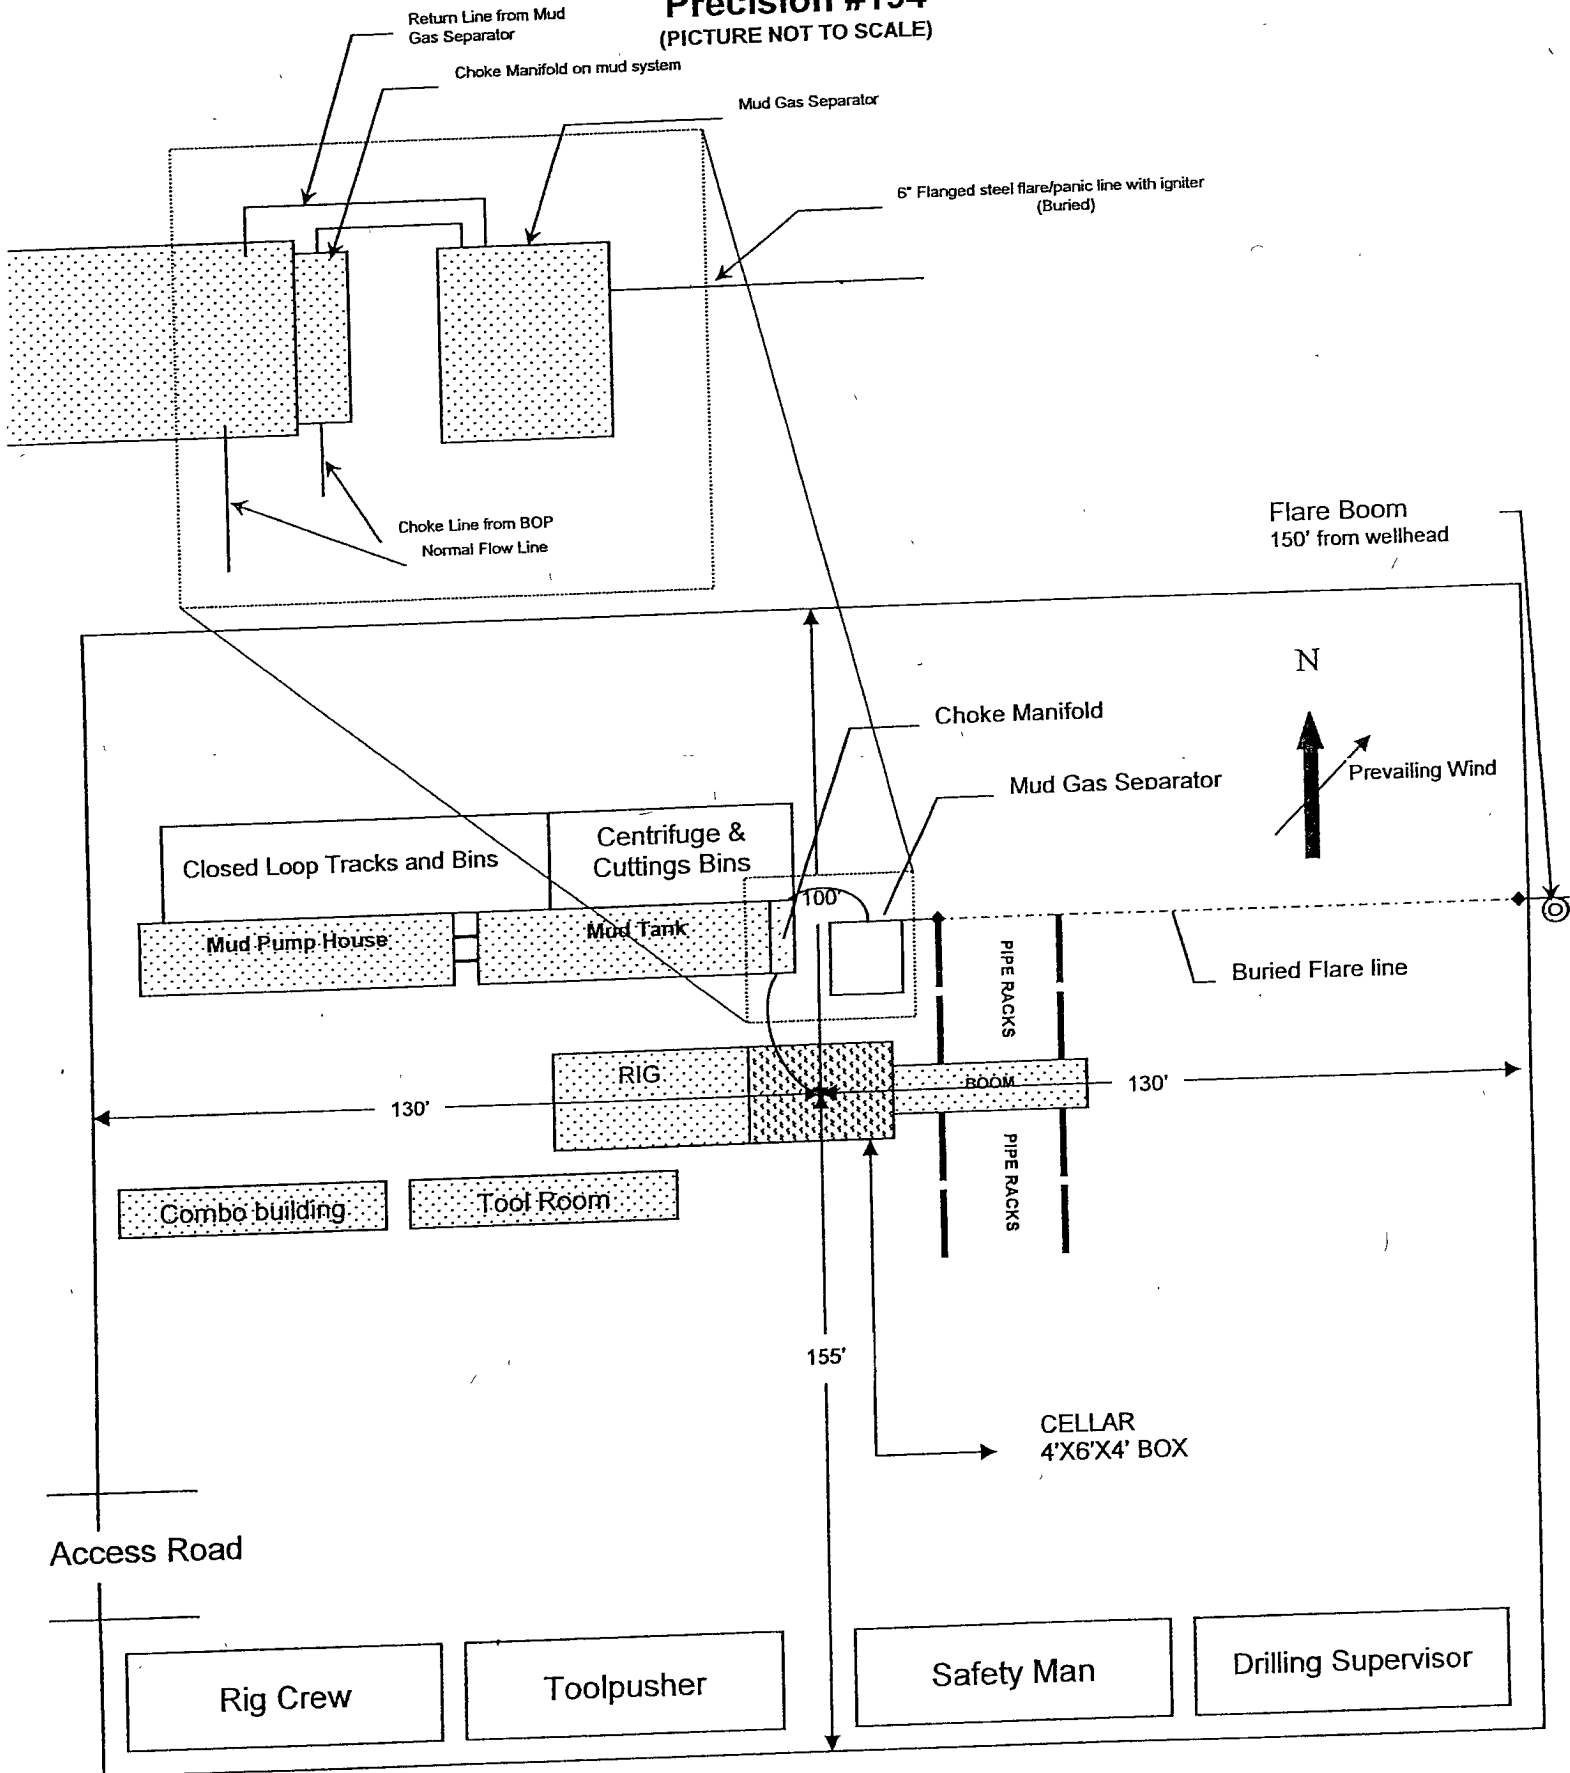 Precision #194
(PICTURE NOT TO SCALE)
Return Line from Mud
Gas Separator
Choke Manifold on mud system
Mud Gas Separator
6" Flanged steel flare/panic line with igniter
(Buried)
Choke Line from BOP
Normal Flow Line
Flare Boom
150' from wellhead
N
Prevailing Wind
Choke Manifold
Mud Gas Separator
Closed Loop Tracks and Bins
Centrifuge &
Cuttings Bins
100'
Mud Pump House
Mud Tank
PIPE RACKS
Buried Flare line
RIG
BOOM
130'
130'
PIPE RACKS
Combo building
Tool Room
155'
CELLAR
4'X6'X4' BOX
Access Road
Rig Crew
Toolpusher
Safety Man
Drilling Supervisor